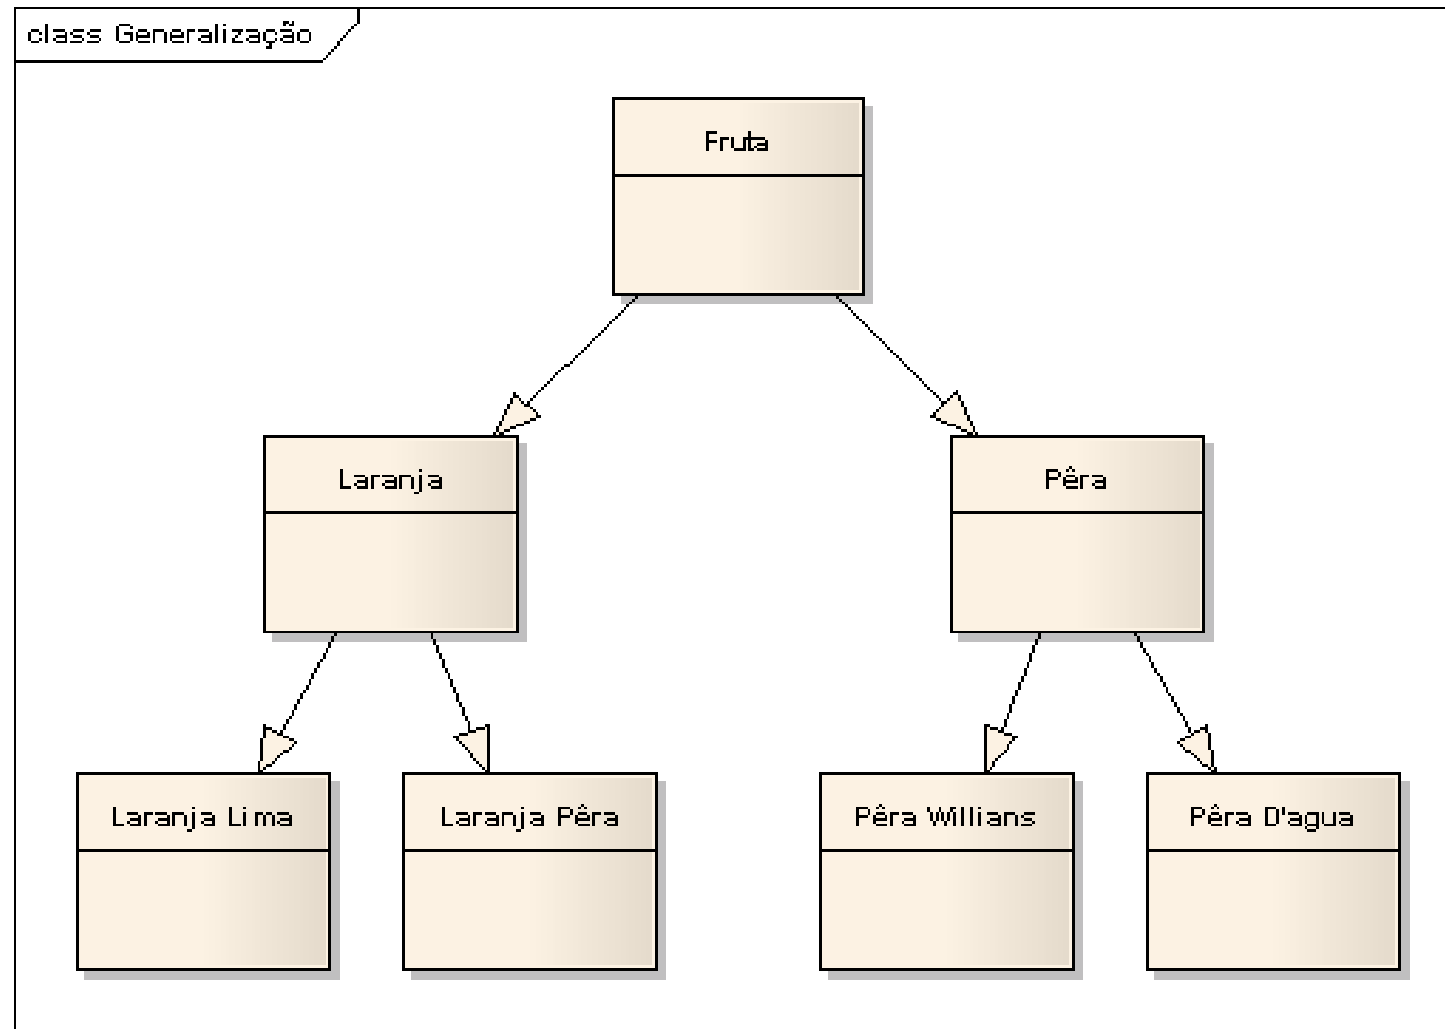 class Generalização
Fruta
Laranja
Pêra
Laranja Lima
Laranja Pêra
Pêra Willians
Pêra D'agua